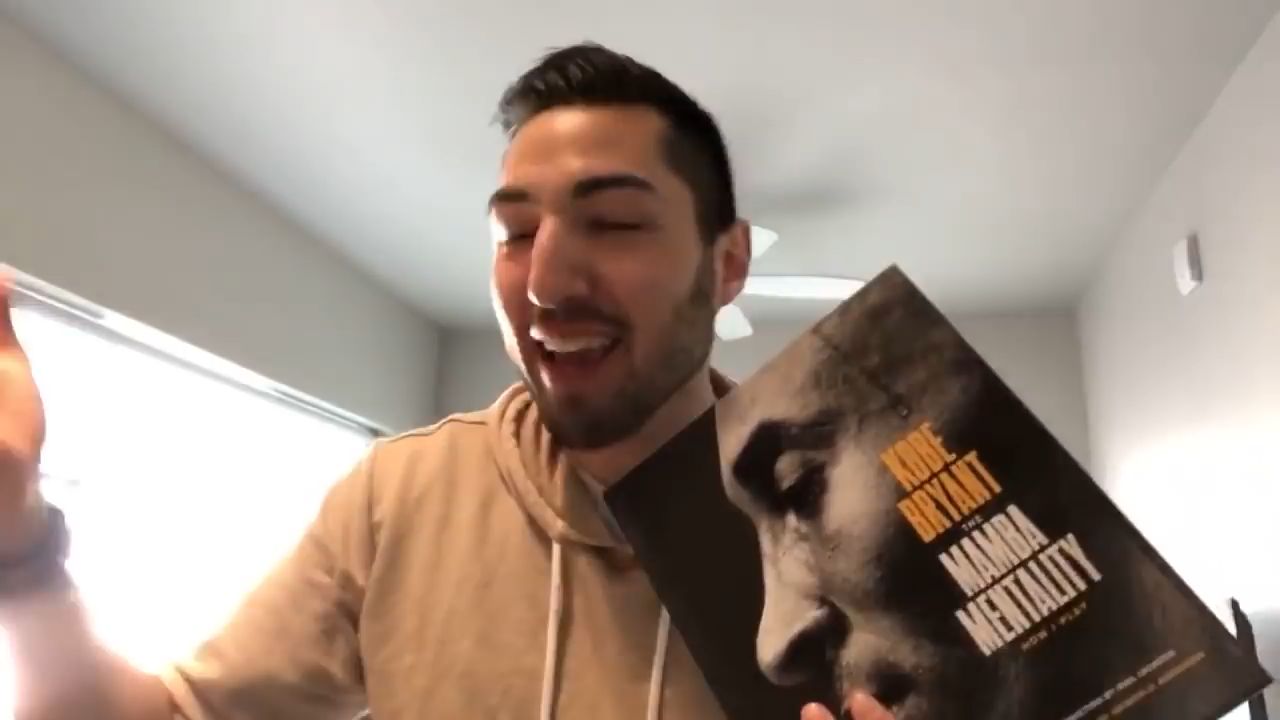 KOBE
BRYANT
THE
MAMBA
MENTALITY
HOW I PLAY